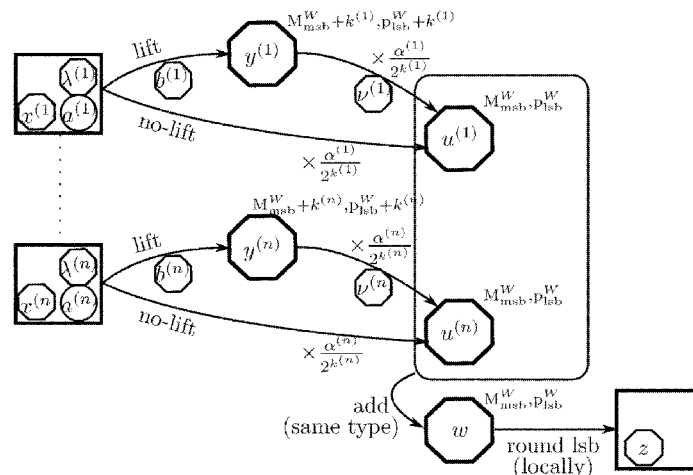 M^W_msb + k^(1), p^W_lsb + k^(1)
lift
y^(1)
× α^(1)/2^k^(1)
λ^(1)
b^(1)
ν^(1)
x^(1) a^(1)
M^W_msb, p^W_lsb
no-lift
u^(1)
× α^(1)/2^k^(1)
M^W_msb + k^(n), p^W_lsb + k^(n)
lift
y^(n)
× α^(n)/2^k^(n)
λ^(n)
b^(n)
ν^(n)
x^(n) a^(n)
M^W_msb, p^W_lsb
no-lift
u^(n)
× α^(n)/2^k^(n)
M^W_msb, p^W_lsb
add
(same type)
w
round lsb
(locally)
z